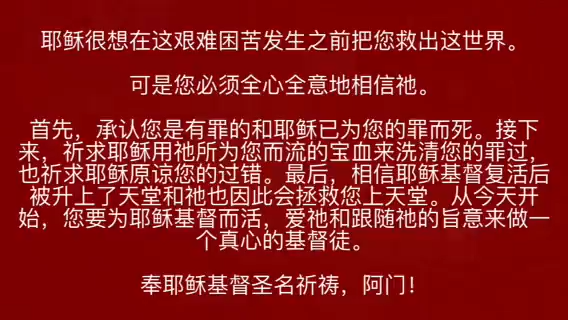 耶稣很想在这艰难困苦发生之前把您救出这世界。
可是您必须全心全意地相信祂。
首先，承认您是有罪的和耶稣已为您的罪而死。接下
来，祈求耶稣用祂所为您而流的宝血来洗清您的罪过，
也祈求耶稣原谅您的过错。最后，相信耶稣基督复活后
被升上了天堂和祂也因此会拯救您上天堂。从今天开
始，您要为耶稣基督而活，爱祂和跟随祂的旨意来做一
个真心的基督徒。
奉耶稣基督圣名祈祷，阿门！